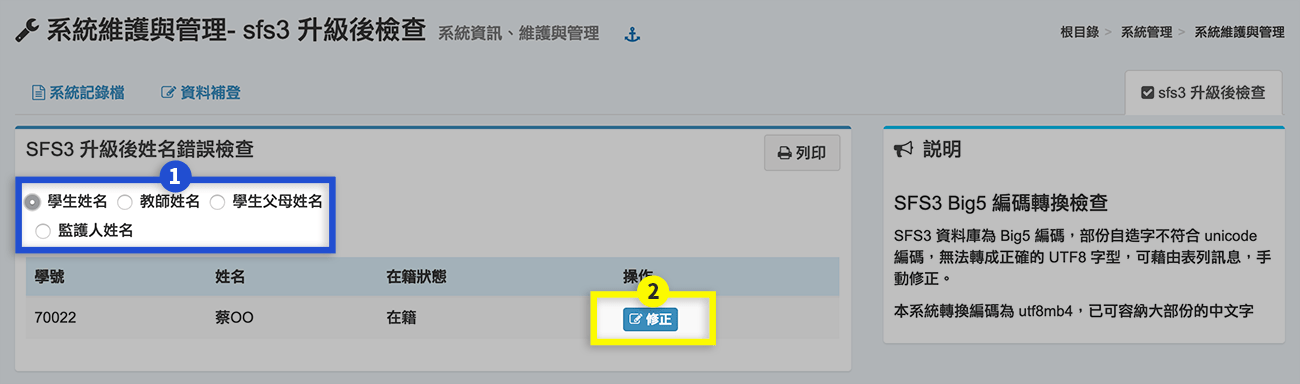 系統維護與管理- sfs3 升級後檢查 系統資訊、維護與管理
根目錄 > 系統管理 > 系統維護與管理
系統記錄檔 資料補登 sfs3 升級後檢查
SFS3 升級後姓名錯誤檢查 列印
1
學生姓名 教師姓名 學生父母姓名
監護人姓名
學號 姓名 在籍狀態 操作
2
70022 蔡OO 在籍 修正
說明
SFS3 Big5 編碼轉換檢查
SFS3 資料庫為 Big5 編碼，部份自造字不符合 unicode
編碼，無法轉成正確的 UTF8 字型，可藉由表列訊息，手
動修正。
本系統轉換編碼為 utf8mb4，已可容納大部份的中文字